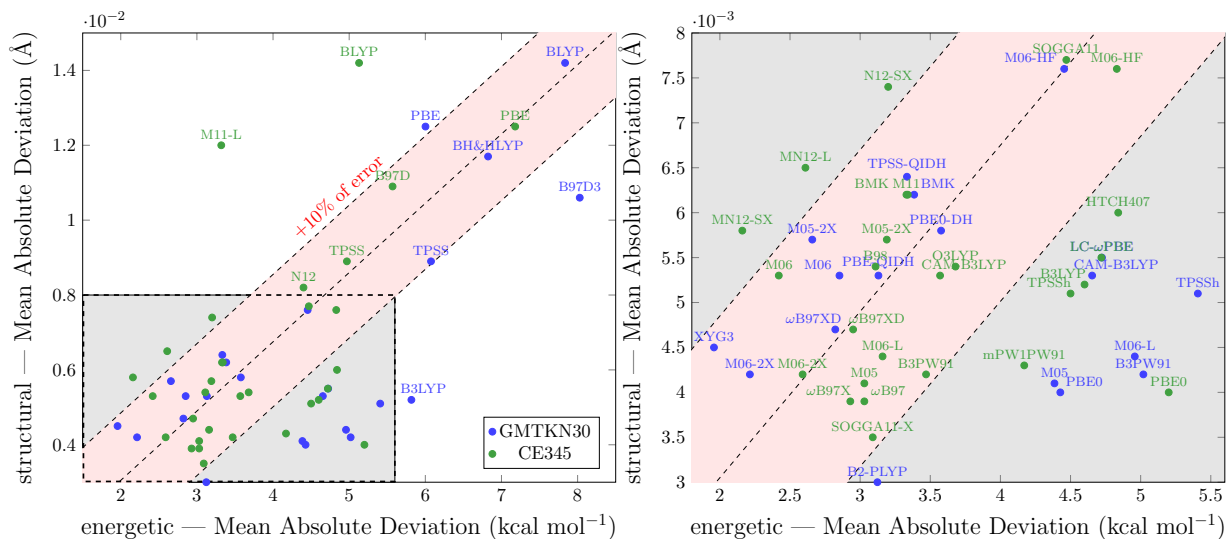 ·10⁻²
1.4
1.2
1
0.8
0.6
0.4
2
3
4
5
6
7
8
structural — Mean Absolute Deviation (Å)
energetic — Mean Absolute Deviation (kcal mol⁻¹)
BLYP
BLYP
PBE
PBE
M11-L
BH&HLYP
B97D
B97D3
+10% of error
TPSS
TPSS
N12
B3LYP
GMTKN30
CE345
·10⁻³
8
7.5
7
6.5
6
5.5
5
4.5
4
3.5
3
2
2.5
3
3.5
4
4.5
5
5.5
structural — Mean Absolute Deviation (Å)
energetic — Mean Absolute Deviation (kcal mol⁻¹)
SOGGA11
M06-HF
M06-HF
N12-SX
MN12-L
TPSS-QIDH
BMK
M11
BMK
HTCH407
MN12-SX
M05-2X
M05-2X
PBE0-DH
LC-ωPBE
M06
M06
PBE-QIDH
B98
O3LYP
CAM-B3LYP
CAM-B3LYP
B3LYP
TPSSh
TPSSh
ωB97XD
ωB97XD
XYG3
M06-L
M06-L
mPW1PW91
M06-2X
M06-2X
B3PW91
B3PW91
M05
M05
PBE0
PBE0
ωB97X
ωB97
SOGGA11-X
B2-PLYP